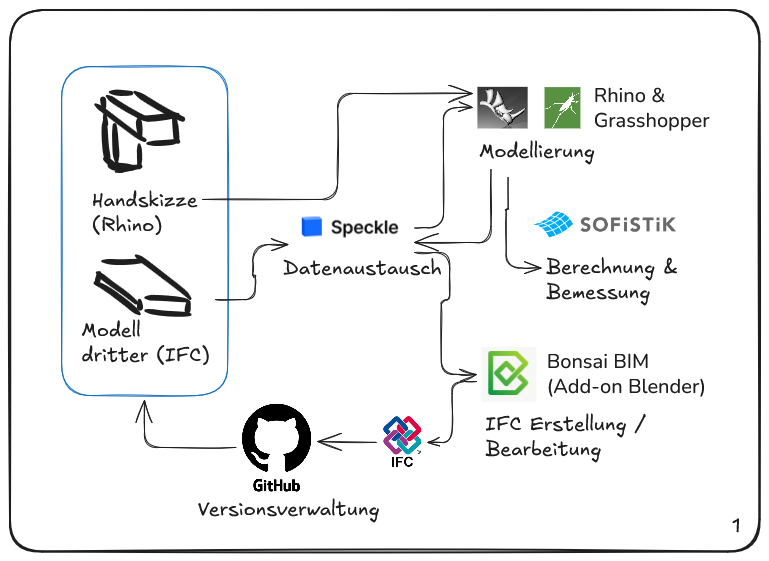 Handskizze
(Rhino)
Modell
dritter (IFC)
Speckle
Datenaustausch
Rhino &
Grasshopper
Modellierung
SOFiSTiK
Berechnung &
Bemessung
Bonsai BIM
(Add-on Blender)
IFC Erstellung /
Bearbeitung
IFC
GitHub
Versionsverwaltung
1